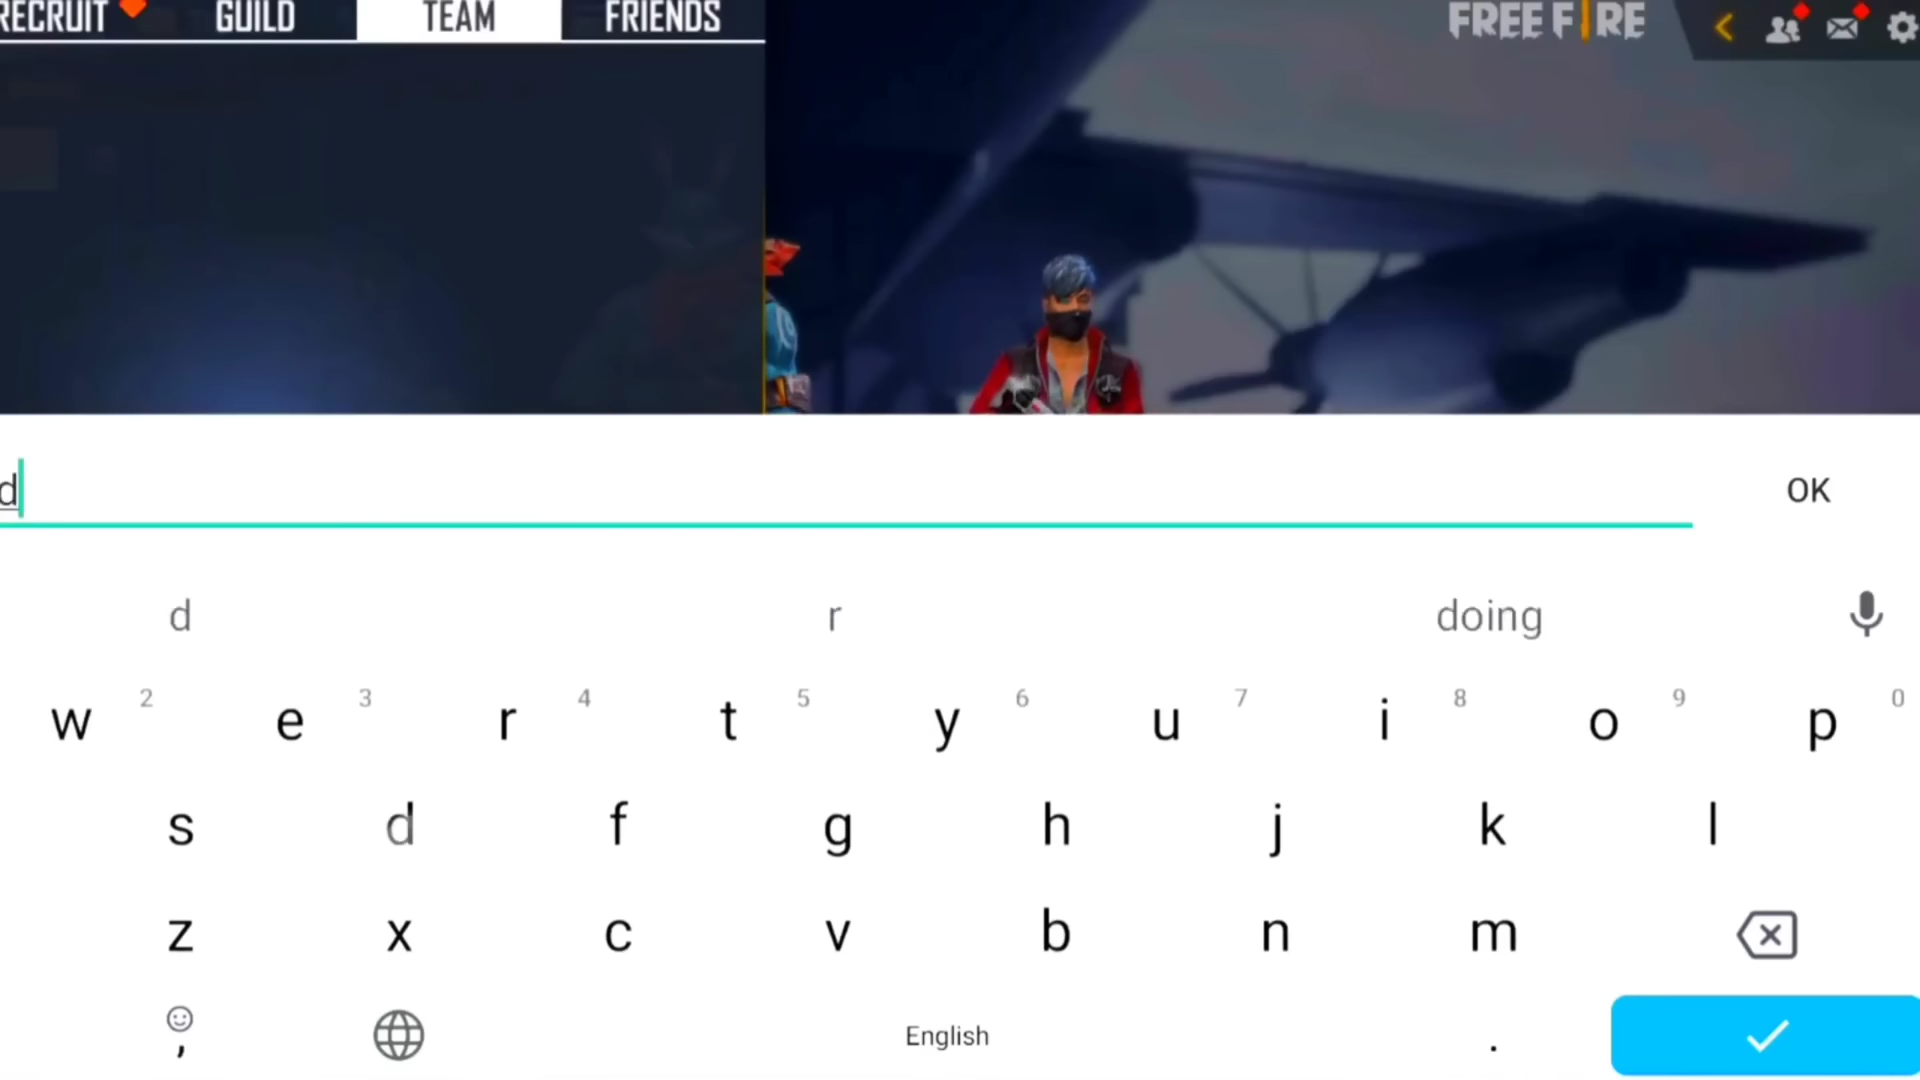 RECRUIT GUILD TEAM FRIENDS FREE FIRE
d OK
d r doing
w 2 e 3 r 4 t 5 y 6 u 7 i 8 o 9 p 0
s d f g h j k l
z x c v b n m
, English .